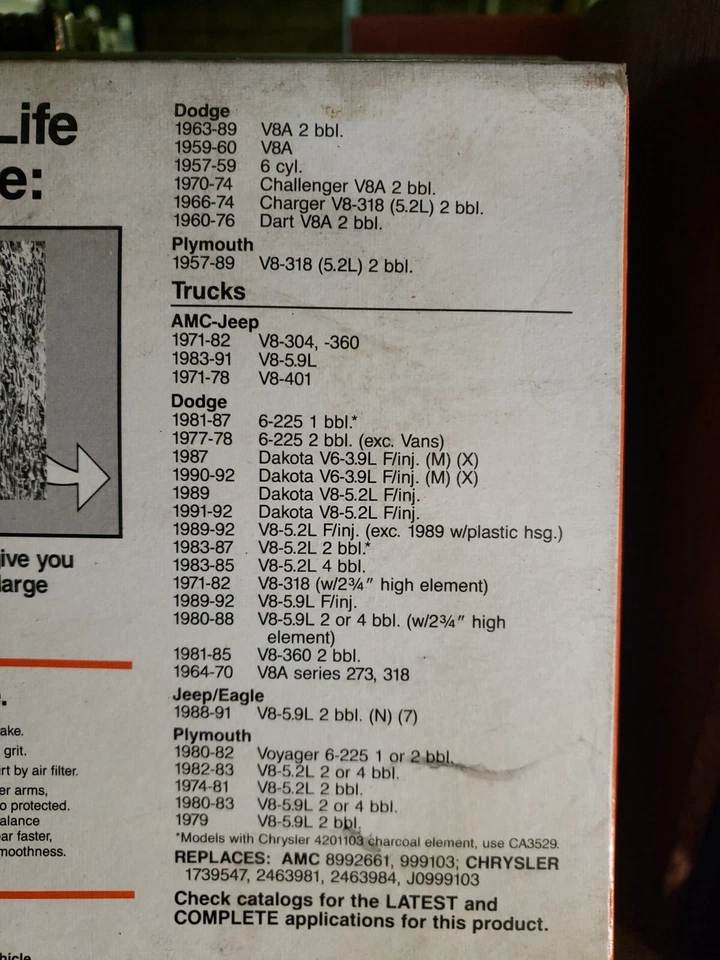 Life
e:
ive you
large
ake.
grit.
rt by air filter.
er arms,
o protected.
alance
ar faster,
moothness.
hicle
Dodge
1963-89 V8A 2 bbl.
1959-60 V8A
1957-59 6 cyl.
1970-74 Challenger V8A 2 bbl.
1966-74 Charger V8-318 (5.2L) 2 bbl.
1960-76 Dart V8A 2 bbl.
Plymouth
1957-89 V8-318 (5.2L) 2 bbl.
Trucks
AMC-Jeep
1971-82 V8-304, -360
1983-91 V8-5.9L
1971-78 V8-401
Dodge
1981-87 6-225 1 bbl.*
1977-78 6-225 2 bbl. (exc. Vans)
1987 Dakota V6-3.9L F/inj. (M) (X)
1990-92 Dakota V6-3.9L F/inj. (M) (X)
1989 Dakota V8-5.2L F/inj.
1991-92 Dakota V8-5.2L F/inj.
1989-92 V8-5.2L F/inj. (exc. 1989 w/plastic hsg.)
1983-87 V8-5.2L 2 bbl.*
1983-85 V8-5.2L 4 bbl.
1971-82 V8-318 (w/2¾″ high element)
1989-92 V8-5.9L F/inj.
1980-88 V8-5.9L 2 or 4 bbl. (w/2¾″ high
element)
1981-85 V8-360 2 bbl.
1964-70 V8A series 273, 318
Jeep/Eagle
1988-91 V8-5.9L 2 bbl. (N) (7)
Plymouth
1980-82 Voyager 6-225 1 or 2 bbl.
1982-83 V8-5.2L 2 or 4 bbl.
1974-81 V8-5.2L 2 bbl.
1980-83 V8-5.9L 2 or 4 bbl.
1979 V8-5.9L 2 bbl.
*Models with Chrysler 4201103 charcoal element, use CA3529.
REPLACES: AMC 8992661, 999103; CHRYSLER
1739547, 2463981, 2463984, J0999103
Check catalogs for the LATEST and
COMPLETE applications for this product.